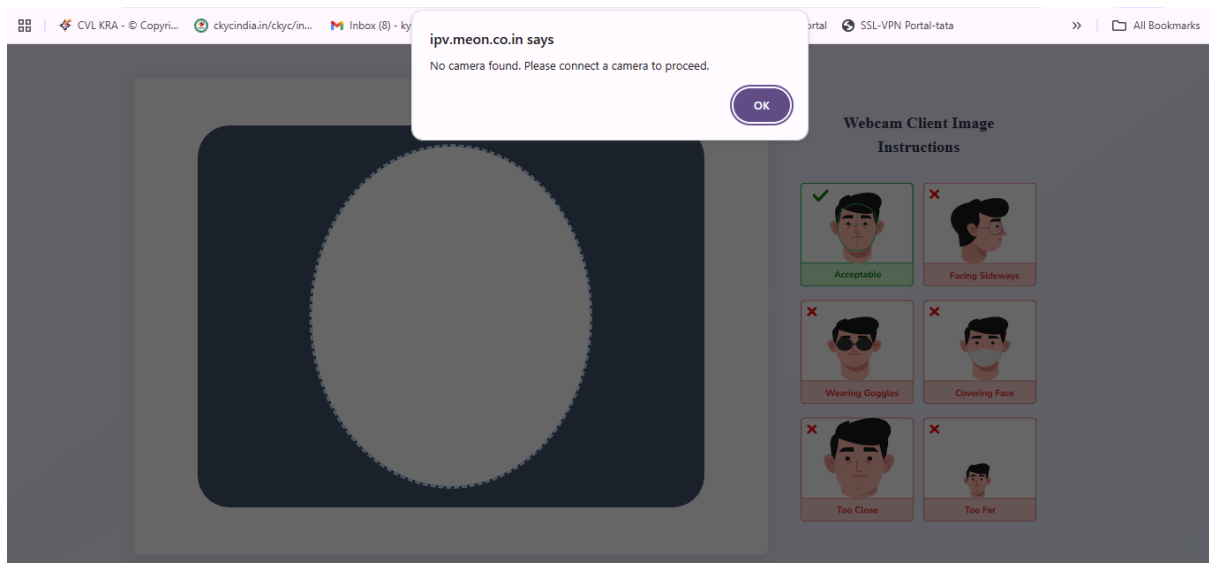 CVL KRA - © Copyri...
ckycindia.in/ckyc/in...
Inbox (8) - ky
ortal
SSL-VPN Portal-tata
»
All Bookmarks
ipv.meon.co.in says
No camera found. Please connect a camera to proceed.
OK
Webcam Client Image
Instructions
Acceptable
Facing Sideways
Wearing Goggles
Covering Face
Too Close
Too Far